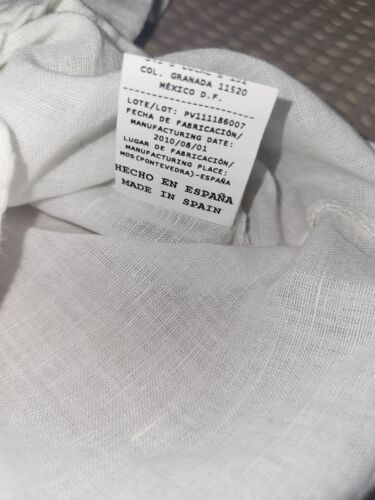 COL. GRANADA 11520
MÉXICO D.F.
LOTE/LOT: PV111186007
FECHA DE FABRICACIÓN/
MANUFACTURING DATE:
2010/08/01
LUGAR DE FABRICACIÓN/
MANUFACTURING PLACE:
MOS(PONTEVEDRA)-ESPAÑA
HECHO EN ESPAÑA
MADE IN SPAIN